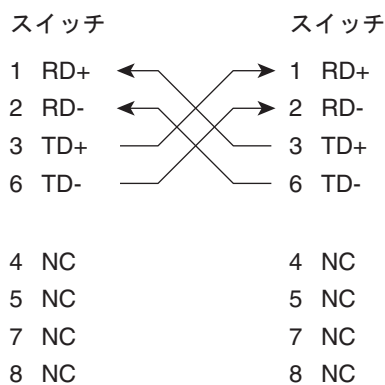 スイッチ スイッチ
1 RD+ 1 RD+
2 RD- 2 RD-
3 TD+ 3 TD+
6 TD- 6 TD-
4 NC 4 NC
5 NC 5 NC
7 NC 7 NC
8 NC 8 NC